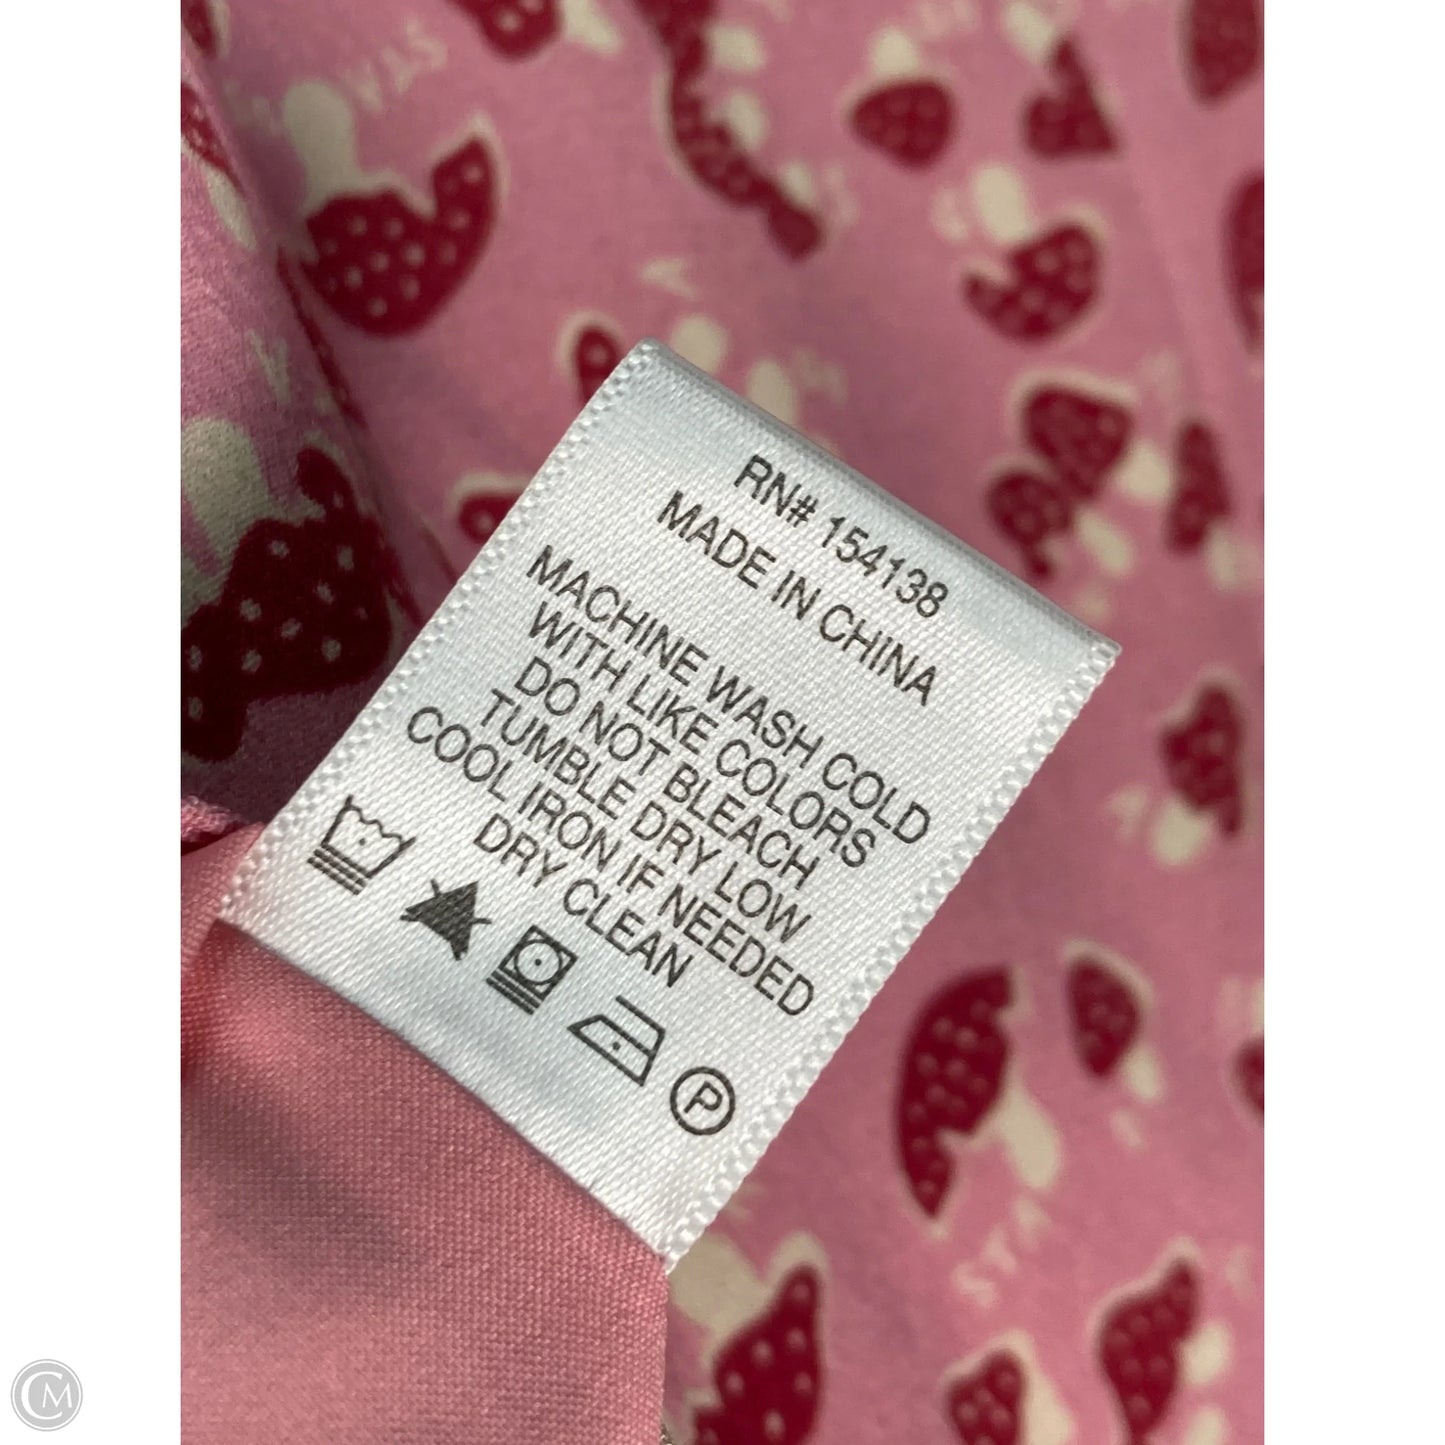 RN# 154138
MADE IN CHINA
MACHINE WASH COLD
WITH LIKE COLORS
DO NOT BLEACH
TUMBLE DRY LOW
COOL IRON IF NEEDED
DRY CLEAN
P
CM